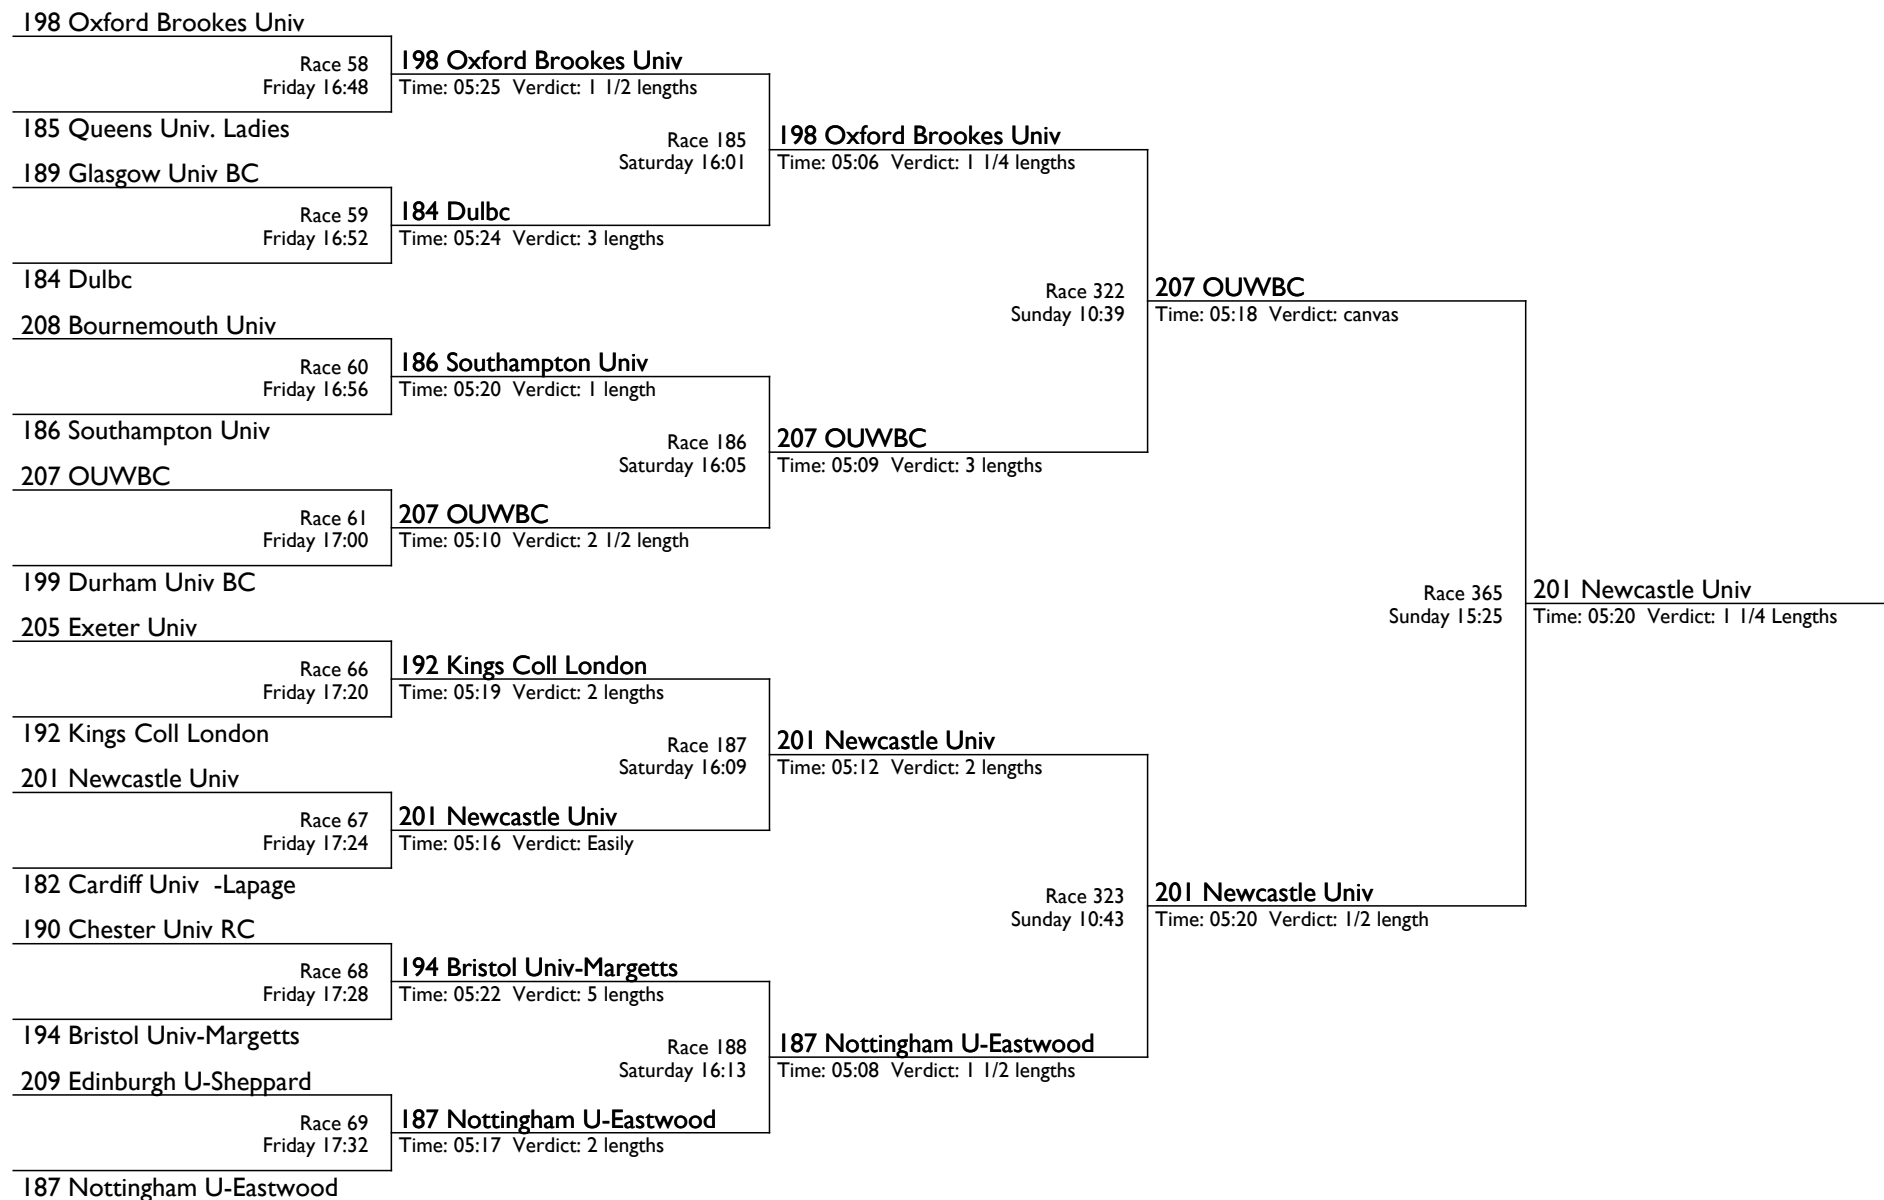 198 Oxford Brookes Univ
Race 58
Friday 16:48
185 Queens Univ. Ladies
189 Glasgow Univ BC
Race 59
Friday 16:52
184 Dulbc
208 Bournemouth Univ
Race 60
Friday 16:56
186 Southampton Univ
207 OUWBC
Race 61
Friday 17:00
199 Durham Univ BC
205 Exeter Univ
Race 66
Friday 17:20
192 Kings Coll London
201 Newcastle Univ
Race 67
Friday 17:24
182 Cardiff Univ  -Lapage
190 Chester Univ RC
Race 68
Friday 17:28
194 Bristol Univ-Margetts
209 Edinburgh U-Sheppard
Race 69
Friday 17:32
187 Nottingham U-Eastwood
198 Oxford Brookes Univ
Time: 05:25  Verdict: 1 1/2 lengths
Race 185
Saturday 16:01
184 Dulbc
Time: 05:24  Verdict: 3 lengths
186 Southampton Univ
Time: 05:20  Verdict: 1 length
Race 186
Saturday 16:05
207 OUWBC
Time: 05:10  Verdict: 2 1/2 length
192 Kings Coll London
Time: 05:19  Verdict: 2 lengths
Race 187
Saturday 16:09
201 Newcastle Univ
Time: 05:16  Verdict: Easily
194 Bristol Univ-Margetts
Time: 05:22  Verdict: 5 lengths
Race 188
Saturday 16:13
187 Nottingham U-Eastwood
Time: 05:17  Verdict: 2 lengths
198 Oxford Brookes Univ
Time: 05:06  Verdict: 1 1/4 lengths
Race 322
Sunday 10:39
207 OUWBC
Time: 05:09  Verdict: 3 lengths
201 Newcastle Univ
Time: 05:12  Verdict: 2 lengths
Race 323
Sunday 10:43
187 Nottingham U-Eastwood
Time: 05:08  Verdict: 1 1/2 lengths
207 OUWBC
Time: 05:18  Verdict: canvas
Race 365
Sunday 15:25
201 Newcastle Univ
Time: 05:20  Verdict: 1/2 length
201 Newcastle Univ
Time: 05:20  Verdict: 1 1/4 Lengths